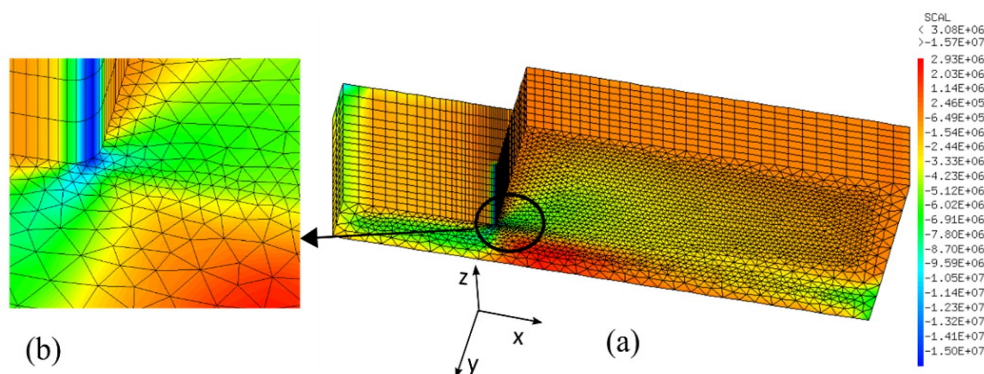 SCAL
< 3.08E+06
>-1.57E+07
2.93E+06
2.03E+06
1.14E+06
2.46E+05
-6.49E+05
-1.54E+06
-2.44E+06
-3.33E+06
-4.23E+06
-5.12E+06
-6.02E+06
-6.91E+06
-7.80E+06
-8.70E+06
-9.59E+06
-1.05E+07
-1.14E+07
-1.23E+07
-1.32E+07
-1.41E+07
-1.50E+07
z
x
y
(b)
(a)